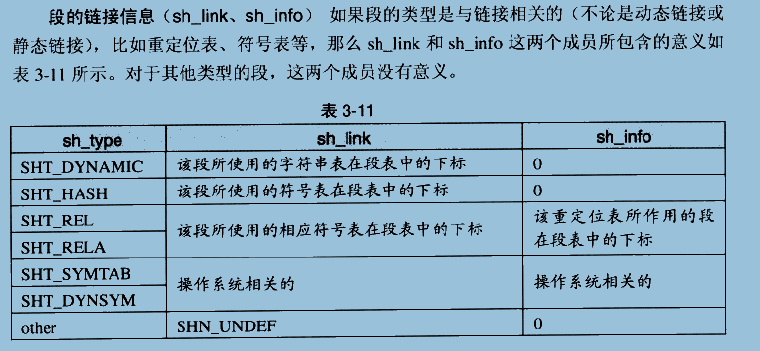 段的链接信息（sh_link、sh_info） 如果段的类型是与链接相关的（不论是动态链接或
静态链接），比如重定位表、符号表等，那么 sh_link 和 sh_info 这两个成员所包含的意义如
表 3-11 所示。对于其他类型的段，这两个成员没有意义。
表 3-11
sh_type sh_link sh_info
SHT_DYNAMIC 该段所使用的字符串表在段表中的下标 0
SHT_HASH 该段所使用的符号表在段表中的下标 0
SHT_REL
SHT_RELA
该段所使用的相应符号表在段表中的下标
该重定位表所作用的段
在段表中的下标
SHT_SYMTAB
SHT_DYNSYM
操作系统相关的
操作系统相关的
other SHN_UNDEF 0